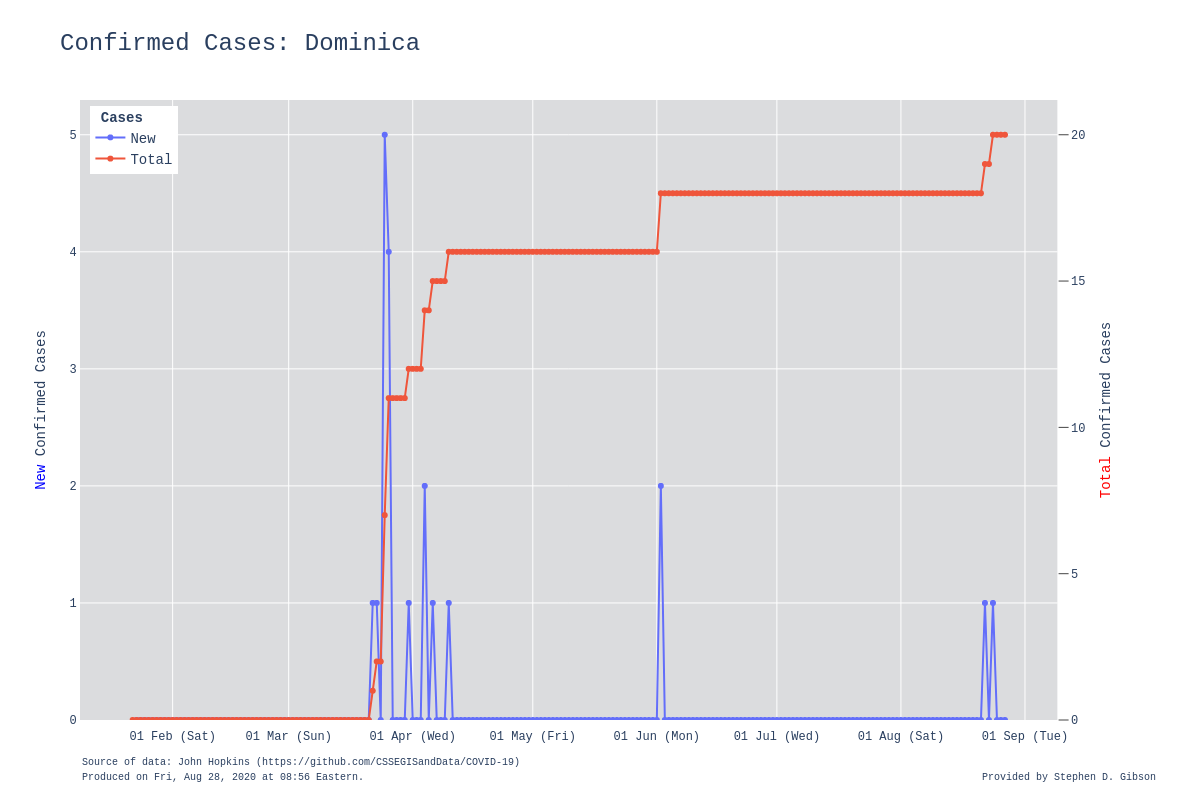 Confirmed Cases: Dominica
Cases
New
Total
5
4
3
2
1
0
20
15
10
5
0
New Confirmed Cases
Total Confirmed Cases
01 Feb (Sat) 01 Mar (Sun) 01 Apr (Wed) 01 May (Fri) 01 Jun (Mon) 01 Jul (Wed) 01 Aug (Sat) 01 Sep (Tue)
Source of data: John Hopkins (https://github.com/CSSEGISandData/COVID-19)
Produced on Fri, Aug 28, 2020 at 08:56 Eastern.
Provided by Stephen D. Gibson